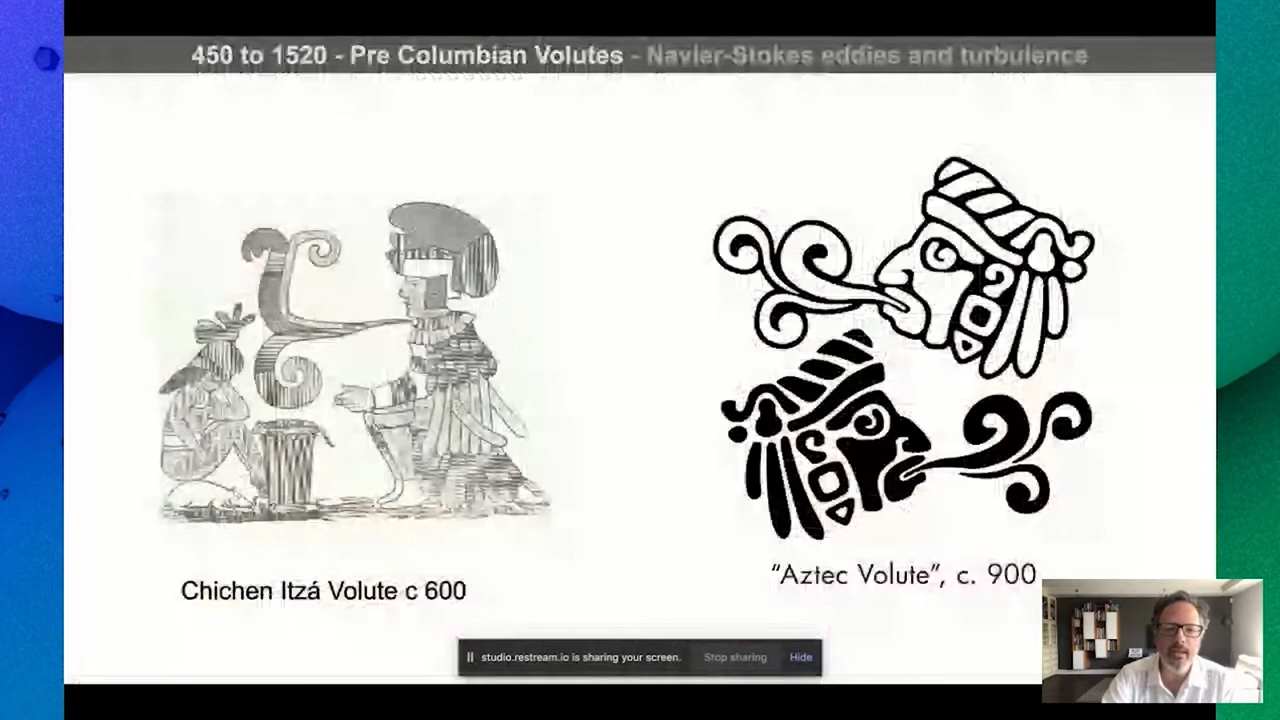 450 to 1520 - Pre Columbian Volutes - Navier-Stokes eddies and turbulence
Chichen Itzá Volute c 600
“Aztec Volute”, c. 900
studio.restream.io is sharing your screen. Stop sharing Hide